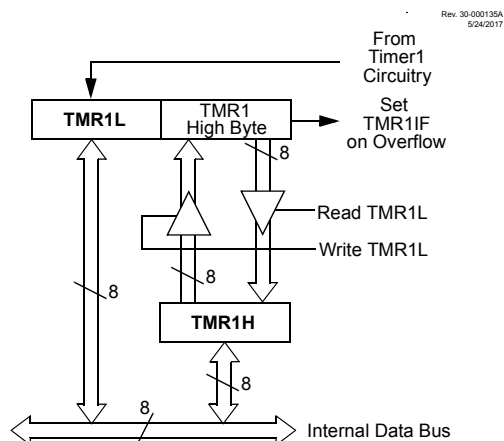 Rev. 30-000135A
5/24/2017
From
Timer1
Circuitry
TMR1L
TMR1
High Byte
Set
TMR1IF
on Overflow
8
Read TMR1L
Write TMR1L
8
8
TMR1H
8
8
Internal Data Bus